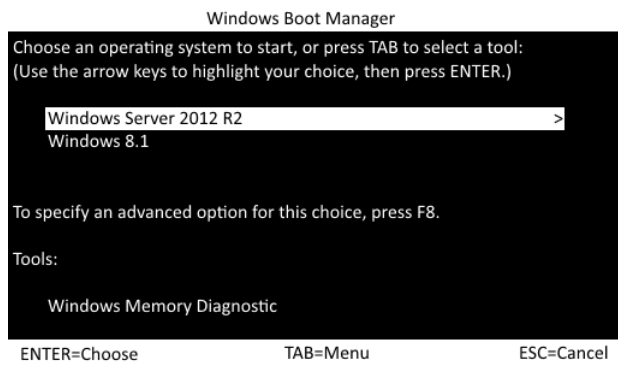 Windows Boot Manager
Choose an operating system to start, or press TAB to select a tool:
(Use the arrow keys to highlight your choice, then press ENTER.)
Windows Server 2012 R2 >
Windows 8.1
To specify an advanced option for this choice, press F8.
Tools:
Windows Memory Diagnostic
ENTER=Choose TAB=Menu ESC=Cancel